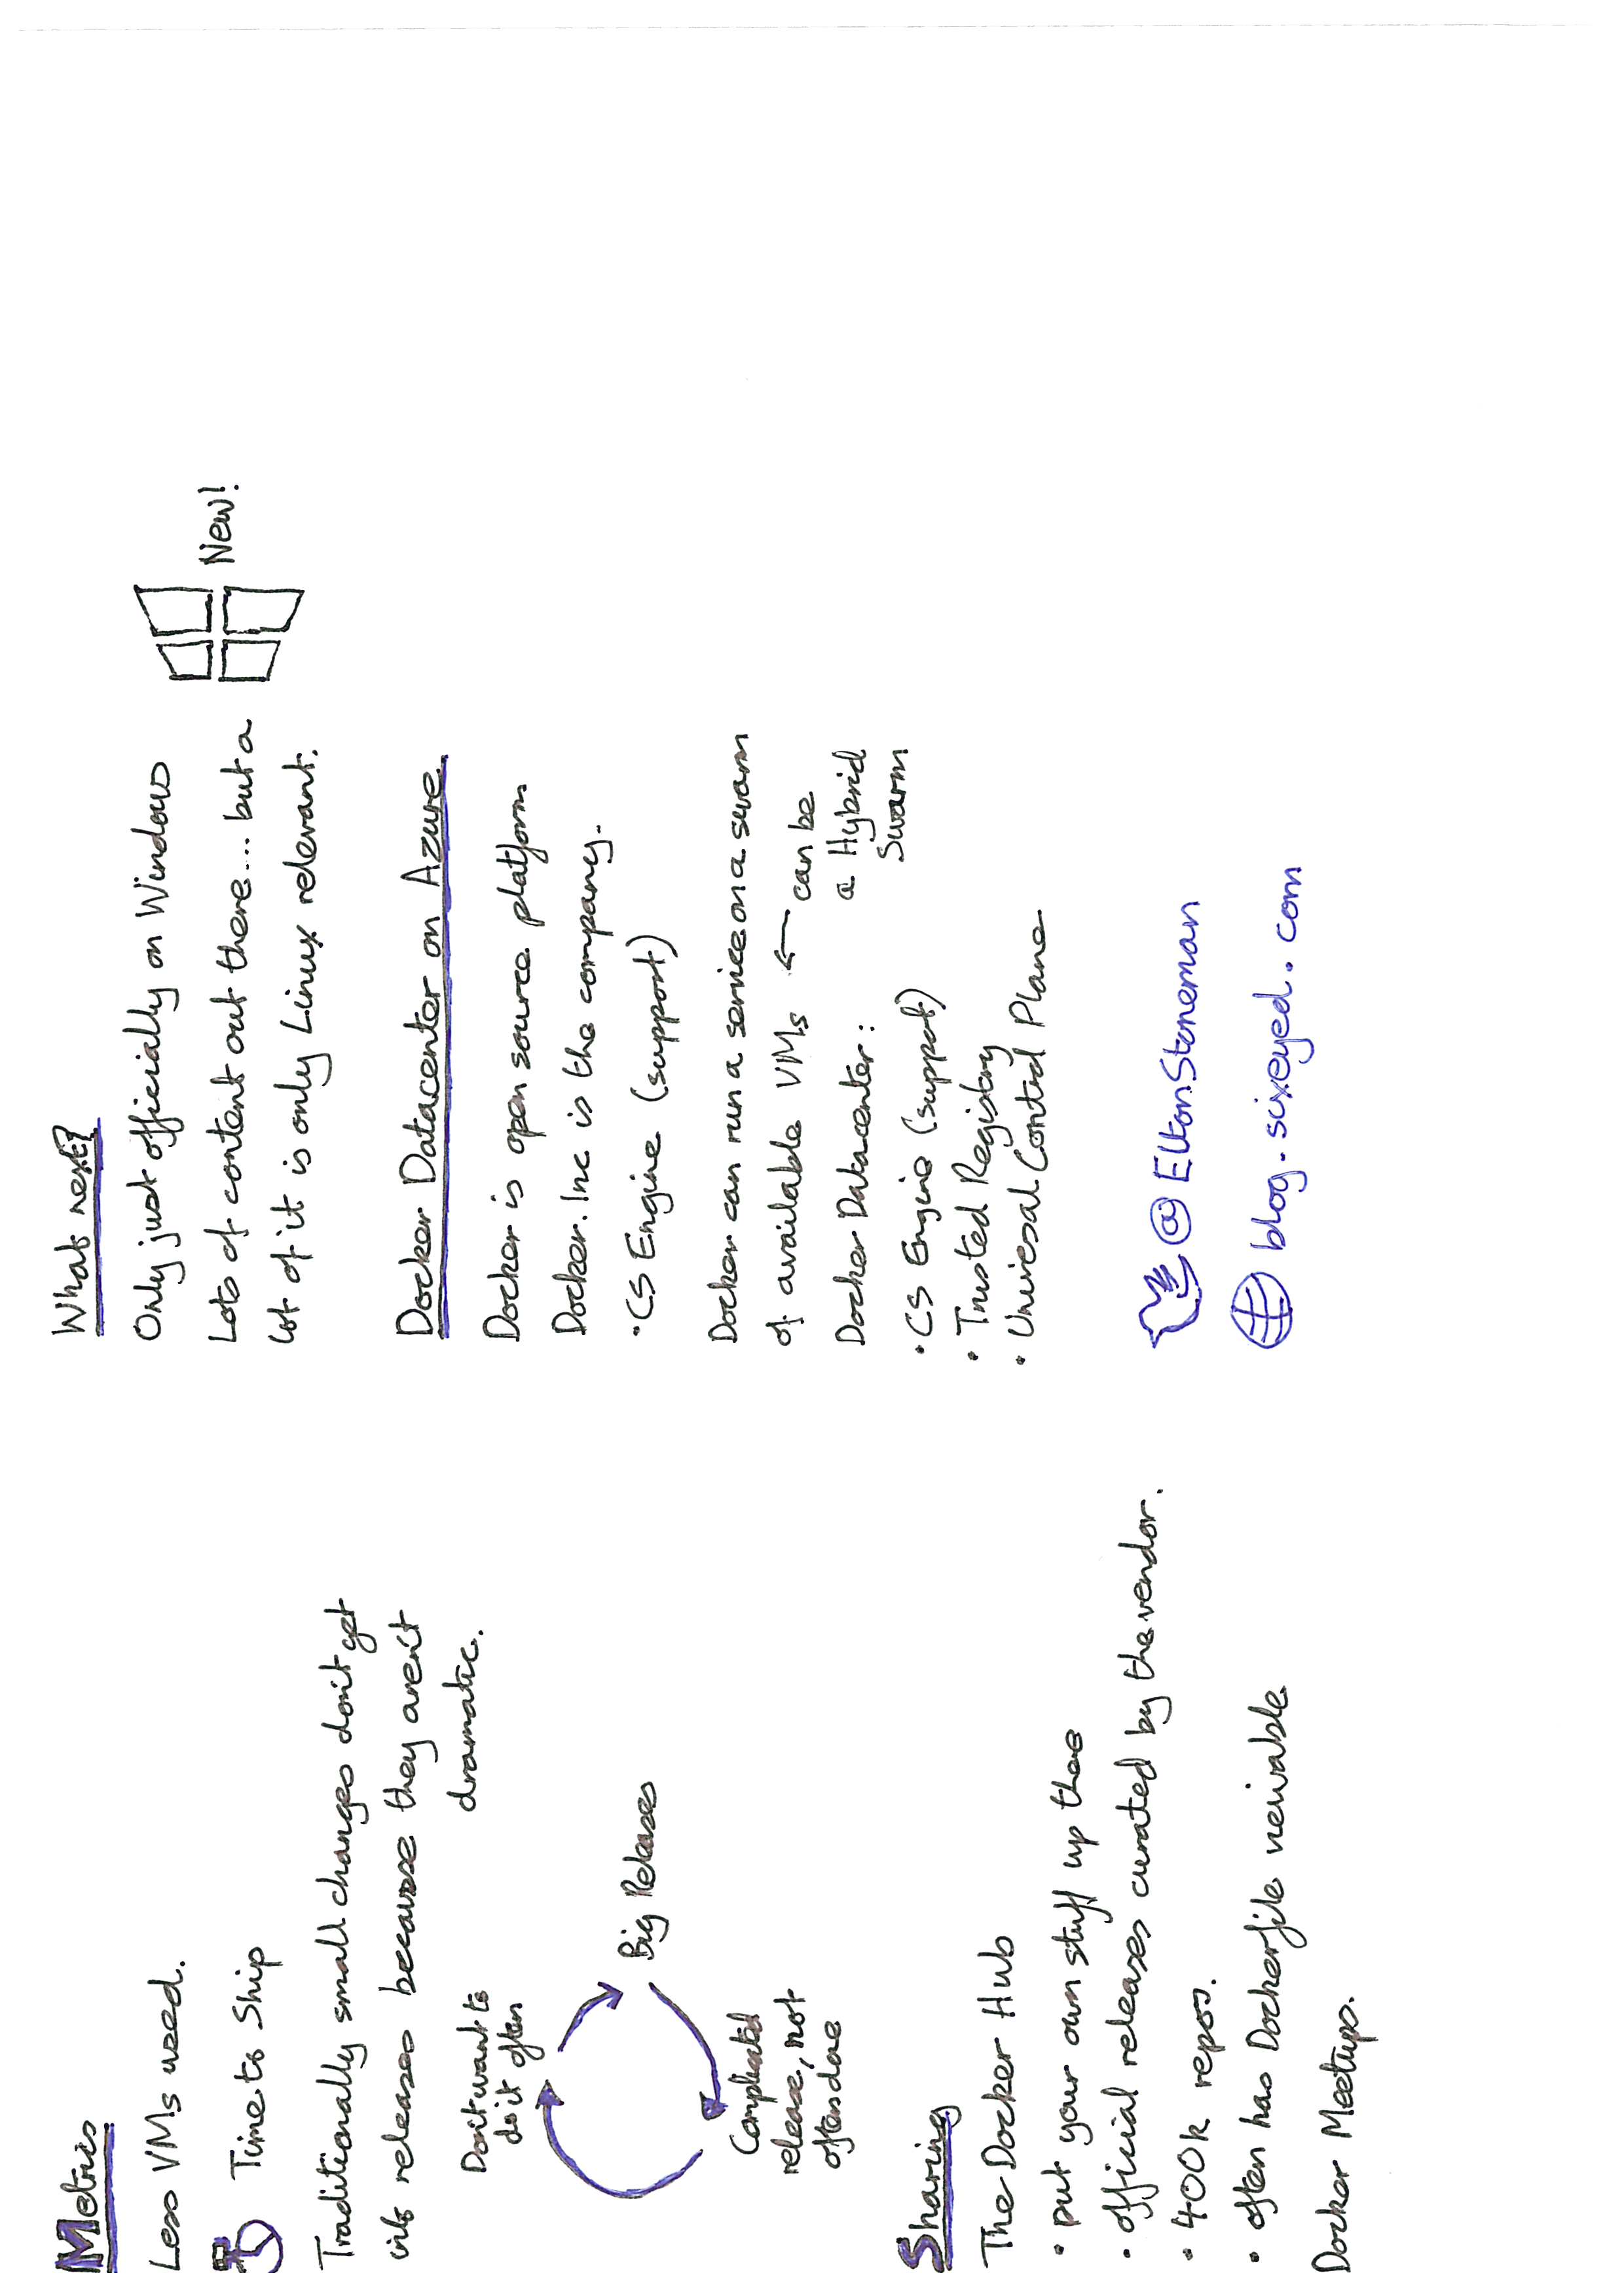 Metrics
Less VMs used.
Time to Ship
Traditionally small changes don't get
into releases because they aren't
dramatic.
Don't want to
do it often
Big Releases
Complicated
release, not
often done
Sharing
The Docker Hub
• put your own stuff up there
• official releases curated by the vendor.
• 400k repos.
• often has Dockerfile viewable
Docker Meetups.
What next?
Only just officially on Windows
Lots of content out there.... but a
lot of it is only Linux relevant.
New!
Docker Datacenter on Azure.
Docker is open source platform
Docker.Inc is the company.
• CS Engine (support)
Docker can run a service on a swarm
of available VMs ← can be
a Hybrid
Swarm
Docker Datacenter:
• CS Engine (support)
• Trusted Registry
• Universal Control Plane
@EltonStoneman
blog.sixeyed.com